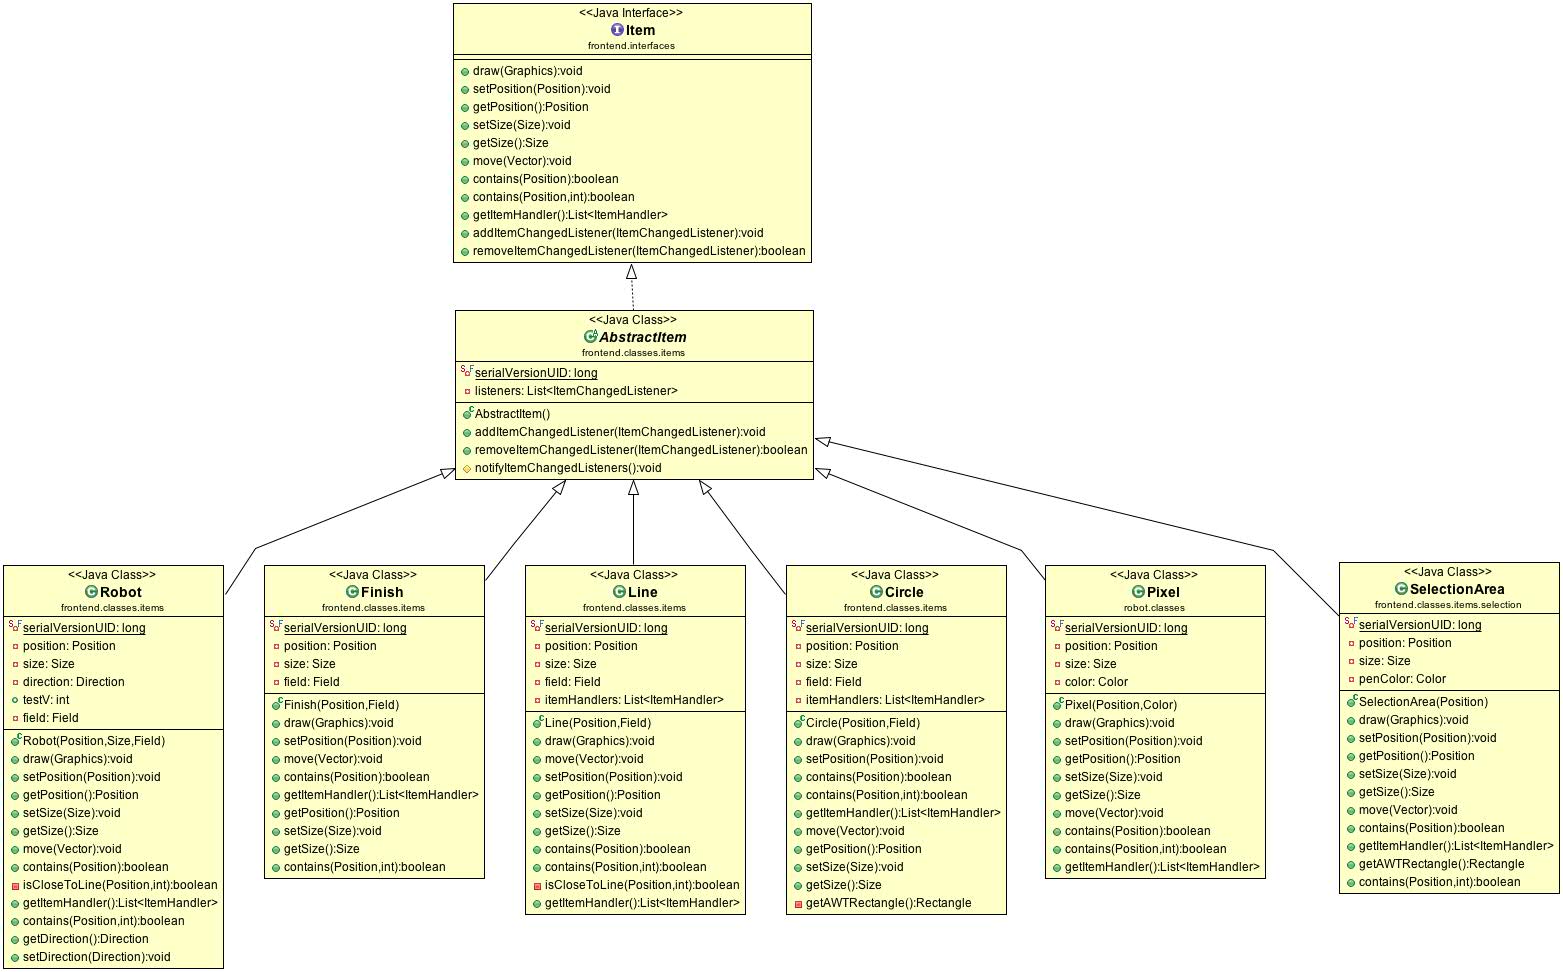 <<Java Interface>>
Item
frontend.interfaces
draw(Graphics):void
setPosition(Position):void
getPosition():Position
setSize(Size):void
getSize():Size
move(Vector):void
contains(Position):boolean
contains(Position,int):boolean
getItemHandler():List<ItemHandler>
addItemChangedListener(ItemChangedListener):void
removeItemChangedListener(ItemChangedListener):boolean
<<Java Class>>
AbstractItem
frontend.classes.items
serialVersionUID: long
listeners: List<ItemChangedListener>
AbstractItem()
addItemChangedListener(ItemChangedListener):void
removeItemChangedListener(ItemChangedListener):boolean
notifyItemChangedListeners():void
<<Java Class>>
Robot
frontend.classes.items
serialVersionUID: long
position: Position
size: Size
direction: Direction
testV: int
field: Field
Robot(Position,Size,Field)
draw(Graphics):void
setPosition(Position):void
getPosition():Position
setSize(Size):void
getSize():Size
move(Vector):void
contains(Position):boolean
isCloseToLine(Position,int):boolean
getItemHandler():List<ItemHandler>
contains(Position,int):boolean
getDirection():Direction
setDirection(Direction):void
<<Java Class>>
Finish
frontend.classes.items
serialVersionUID: long
position: Position
size: Size
field: Field
Finish(Position,Field)
draw(Graphics):void
setPosition(Position):void
move(Vector):void
contains(Position):boolean
getItemHandler():List<ItemHandler>
getPosition():Position
setSize(Size):void
getSize():Size
contains(Position,int):boolean
<<Java Class>>
Line
frontend.classes.items
serialVersionUID: long
position: Position
size: Size
field: Field
itemHandlers: List<ItemHandler>
Line(Position,Field)
draw(Graphics):void
move(Vector):void
setPosition(Position):void
getPosition():Position
setSize(Size):void
getSize():Size
contains(Position):boolean
contains(Position,int):boolean
isCloseToLine(Position,int):boolean
getItemHandler():List<ItemHandler>
<<Java Class>>
Circle
frontend.classes.items
serialVersionUID: long
position: Position
size: Size
field: Field
itemHandlers: List<ItemHandler>
Circle(Position,Field)
draw(Graphics):void
setPosition(Position):void
contains(Position):boolean
contains(Position,int):boolean
getItemHandler():List<ItemHandler>
move(Vector):void
getPosition():Position
setSize(Size):void
getSize():Size
getAWTRectangle():Rectangle
<<Java Class>>
Pixel
robot.classes
serialVersionUID: long
position: Position
size: Size
color: Color
Pixel(Position,Color)
draw(Graphics):void
setPosition(Position):void
getPosition():Position
setSize(Size):void
getSize():Size
move(Vector):void
contains(Position):boolean
contains(Position,int):boolean
getItemHandler():List<ItemHandler>
<<Java Class>>
SelectionArea
frontend.classes.items.selection
serialVersionUID: long
position: Position
size: Size
penColor: Color
SelectionArea(Position)
draw(Graphics):void
setPosition(Position):void
getPosition():Position
setSize(Size):void
getSize():Size
move(Vector):void
contains(Position):boolean
getItemHandler():List<ItemHandler>
getAWTRectangle():Rectangle
contains(Position,int):boolean